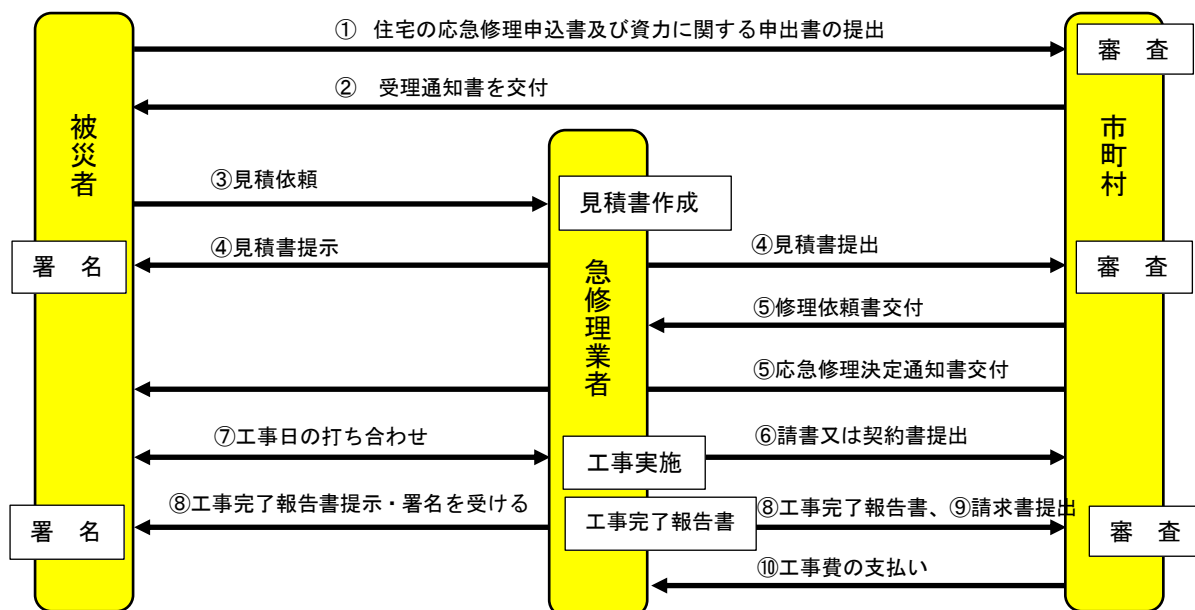 ① 住宅の応急修理申込書及び資力に関する申出書の提出
審 査
② 受理通知書を交付
被災者
市町村
③見積依頼
見積書作成
署 名
④見積書提示
④見積書提出
審 査
急修理業者
⑤修理依頼書交付
⑤応急修理決定通知書交付
⑦工事日の打ち合わせ
工事実施
⑥請書又は契約書提出
⑧工事完了報告書提示・署名を受ける
署 名
工事完了報告書
⑧工事完了報告書、⑨請求書提出
審 査
⑩工事費の支払い